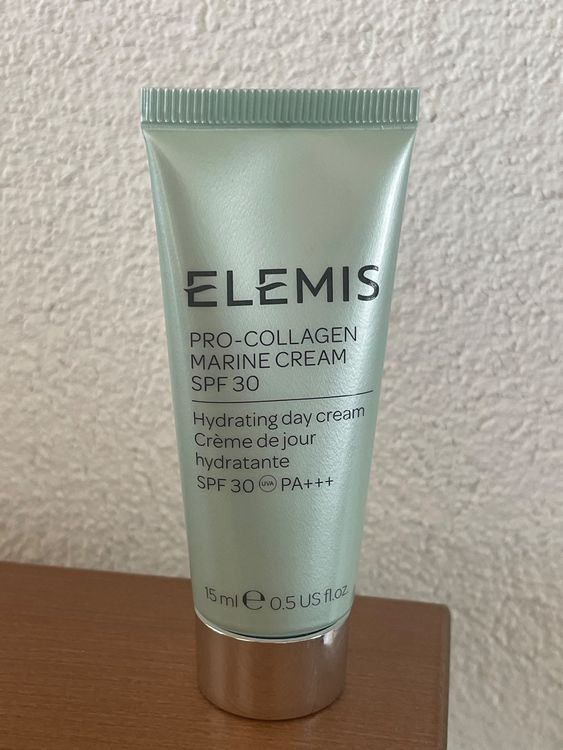 ELEMIS
PRO-COLLAGEN
MARINE CREAM
SPF 30
Hydrating day cream
Crème de jour
hydratante
SPF 30 UVA PA+++
15 ml e 0.5 US fl.oz.